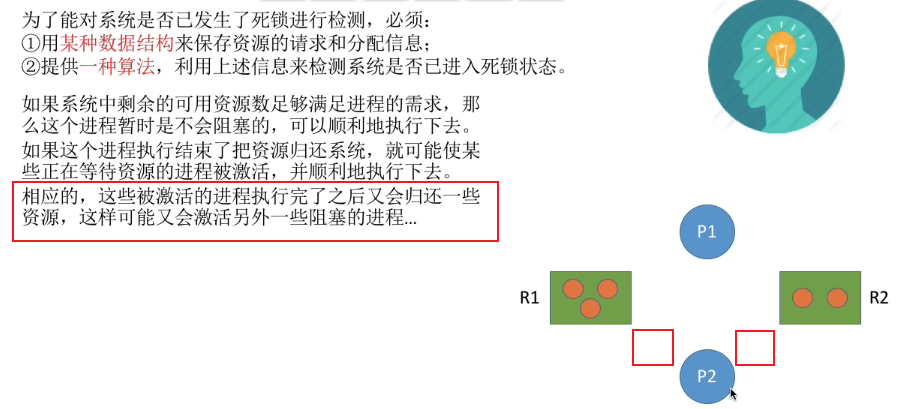 为了能对系统是否已发生了死锁进行检测，必须：
①用某种数据结构来保存资源的请求和分配信息；
②提供一种算法，利用上述信息来检测系统是否已进入死锁状态。
如果系统中剩余的可用资源数足够满足进程的需求，那
么这个进程暂时是不会阻塞的，可以顺利地执行下去。
如果这个进程执行结束了把资源归还系统，就可能使某
些正在等待资源的进程被激活，并顺利地执行下去。
相应的，这些被激活的进程执行完了之后又会归还一些
资源，这样可能又会激活另外一些阻塞的进程...
P1
R1
R2
P2